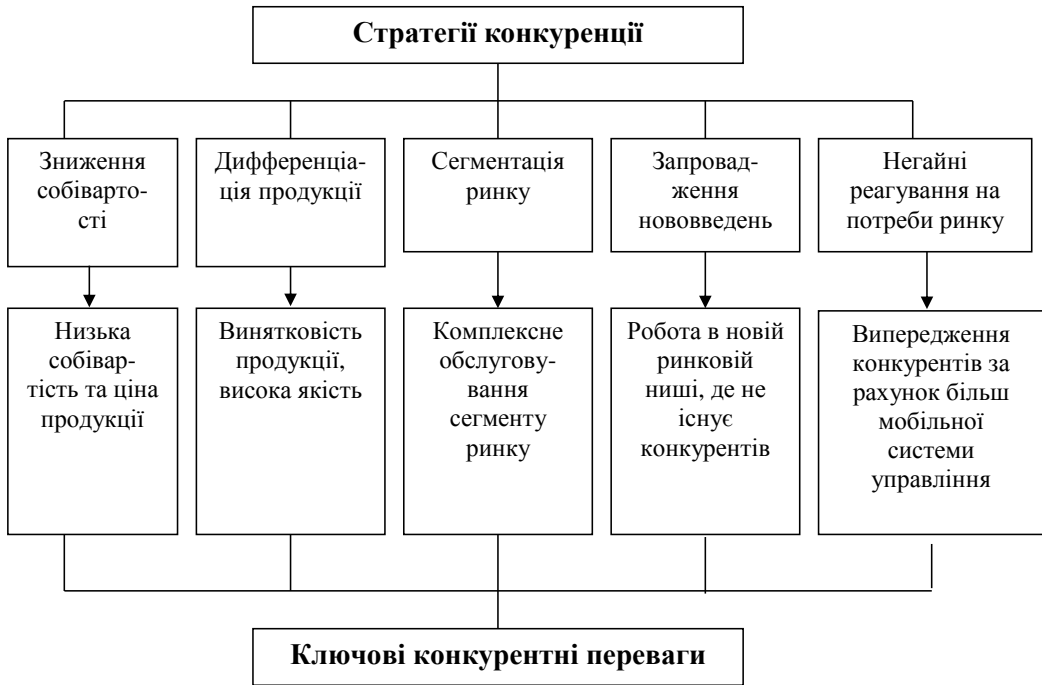 Стратегії конкуренції
Зниження
собіварто-
сті
Дифференціа-
ція продукції
Сегментація
ринку
Запровад-
ження
нововведень
Негайні
реагування на
потреби ринку
Низька
собівар-
тість та ціна
продукції
Винятковість
продукції,
висока якість
Комплексне
обслугову-
вання
сегменту
ринку
Робота в новій
ринковій
ниші, де не
існує
конкурентів
Випередження
конкурентів за
рахунок більш
мобільної
системи
управління
Ключові конкурентні переваги